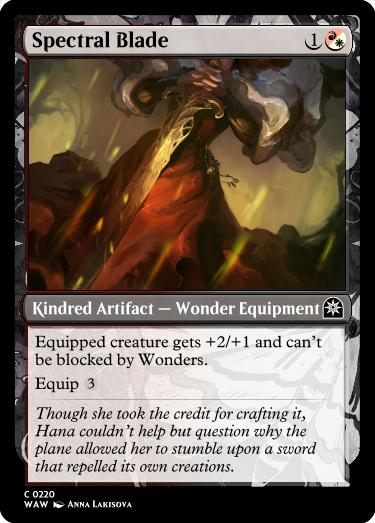 Spectral Blade 1
Kindred Artifact — Wonder Equipment
Equipped creature gets +2/+1 and can't
be blocked by Wonders.
Equip 3
Though she took the credit for crafting it,
Hana couldn't help but question why the
plane allowed her to stumble upon a sword
that repelled its own creations.
C 0220
WAW Anna Lakisova